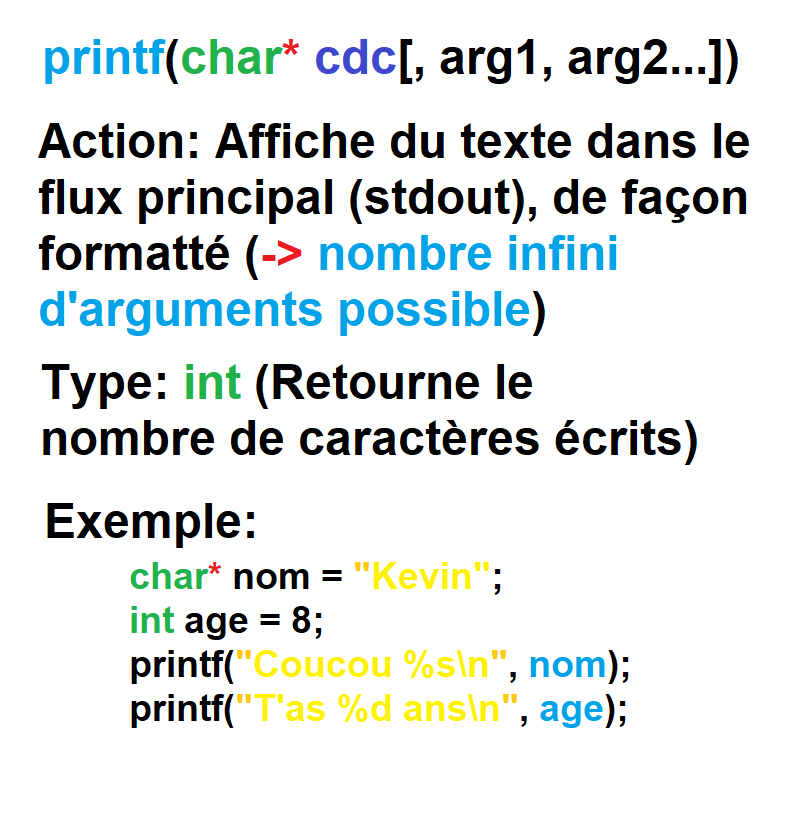 printf(char* cdc[, arg1, arg2...])
Action: Affiche du texte dans le
flux principal (stdout), de façon
formatté (-> nombre infini
d'arguments possible)
Type: int (Retourne le
nombre de caractères écrits)
Exemple:
char* nom = "Kevin";
int age = 8;
printf("Coucou %s\n", nom);
printf("T'as %d ans\n", age);